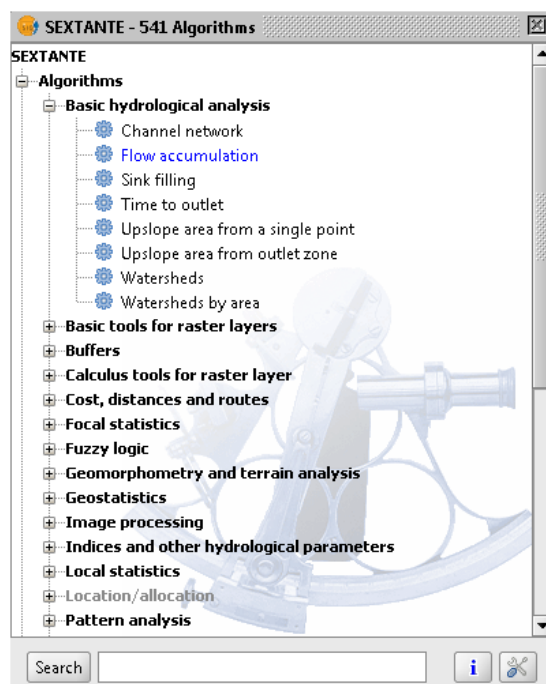 SEXTANTE - 541 Algorithms
SEXTANTE
Algorithms
Basic hydrological analysis
Channel network
Flow accumulation
Sink filling
Time to outlet
Upslope area from a single point
Upslope area from outlet zone
Watersheds
Watersheds by area
Basic tools for raster layers
Buffers
Calculus tools for raster layer
Cost, distances and routes
Focal statistics
Fuzzy logic
Geomorphometry and terrain analysis
Geostatistics
Image processing
Indices and other hydrological parameters
Local statistics
Location/allocation
Pattern analysis
Search i